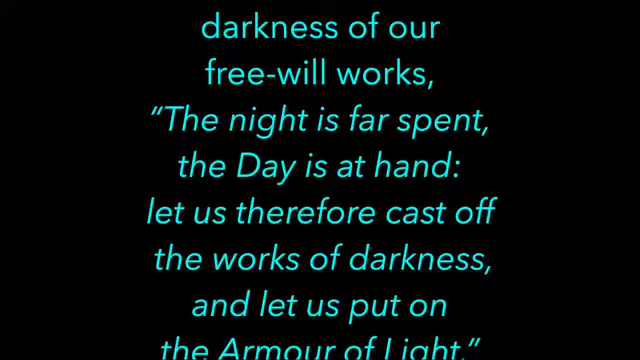 darkness of our
free-will works,
“The night is far spent,
the Day is at hand:
let us therefore cast off
the works of darkness,
and let us put on
the Armour of Light.”